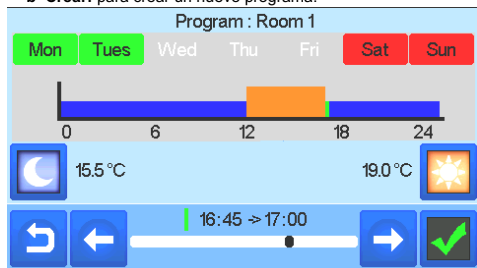 b Crear: para crear un nuevo programa.
Program : Room 1
Mon Tues Wed Thu Fri Sat Sun
0 6 12 18 24
15.5 °C 19.0 °C
16:45 -> 17:00